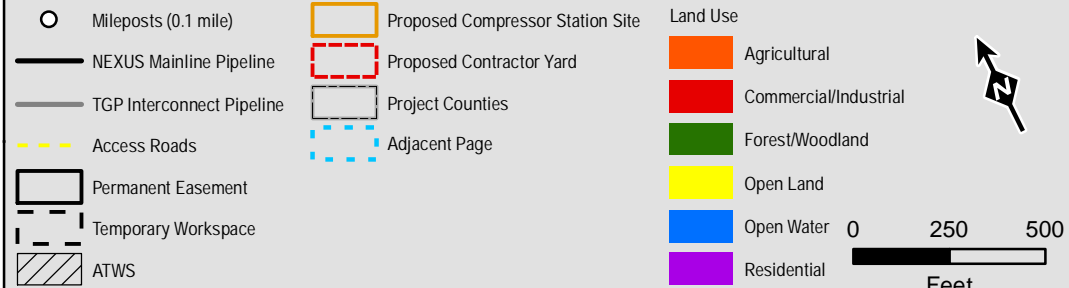 Mileposts (0.1 mile)
NEXUS Mainline Pipeline
TGP Interconnect Pipeline
Access Roads
Permanent Easement
Temporary Workspace
ATWS
Proposed Compressor Station Site
Proposed Contractor Yard
Project Counties
Adjacent Page
Land Use
Agricultural
Commercial/Industrial
Forest/Woodland
Open Land
Open Water
Residential
N
0 250 500
Feet